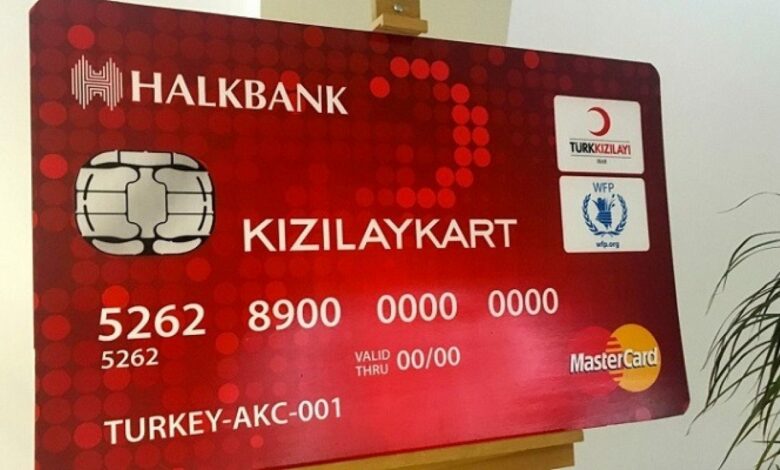 HALKBANK
TURKKIZILAYI
WFP
wfp.org
KIZILAYKART
5262 8900 0000 0000
5262
VALID THRU 00/00
MasterCard
TURKEY-AKC-001